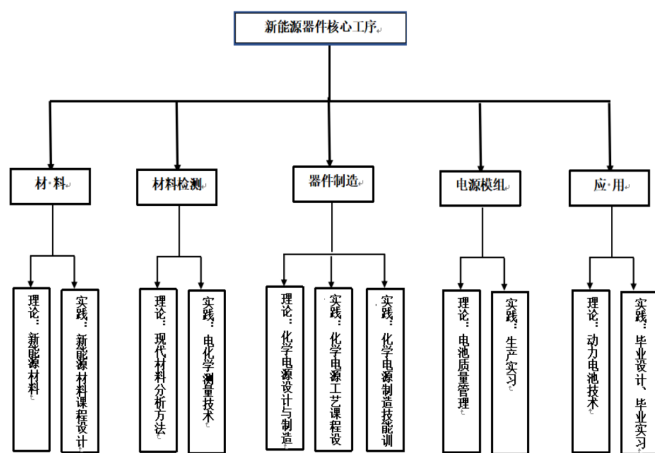 新能源器件核心工序
材 料
材料检测
器件制造
电源模组
应 用
理论：新能源材料
实践：新能源材料课程设计
理论：现代材料分析方法
实践：电化学测量技术
理论：化学电源设计与制造
实践：化学电源工艺课程设
实践：化学电源制造技能训
理论：电池质量管理
实践：生产实习
理论：动力电池技术
实践：毕业设计、毕业实习